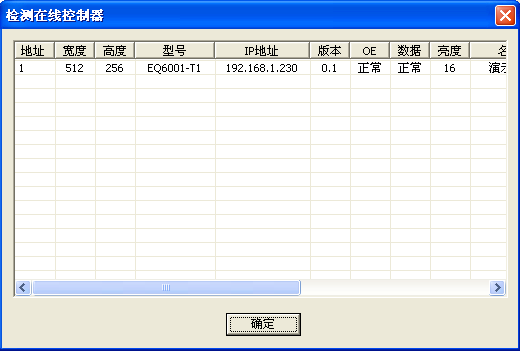 检测在线控制器
地址 宽度 高度 型号 IP地址 版本 OE 数据 亮度 名
1 512 256 EQ6001-T1 192.168.1.230 0.1 正常 正常 16 演示
确定